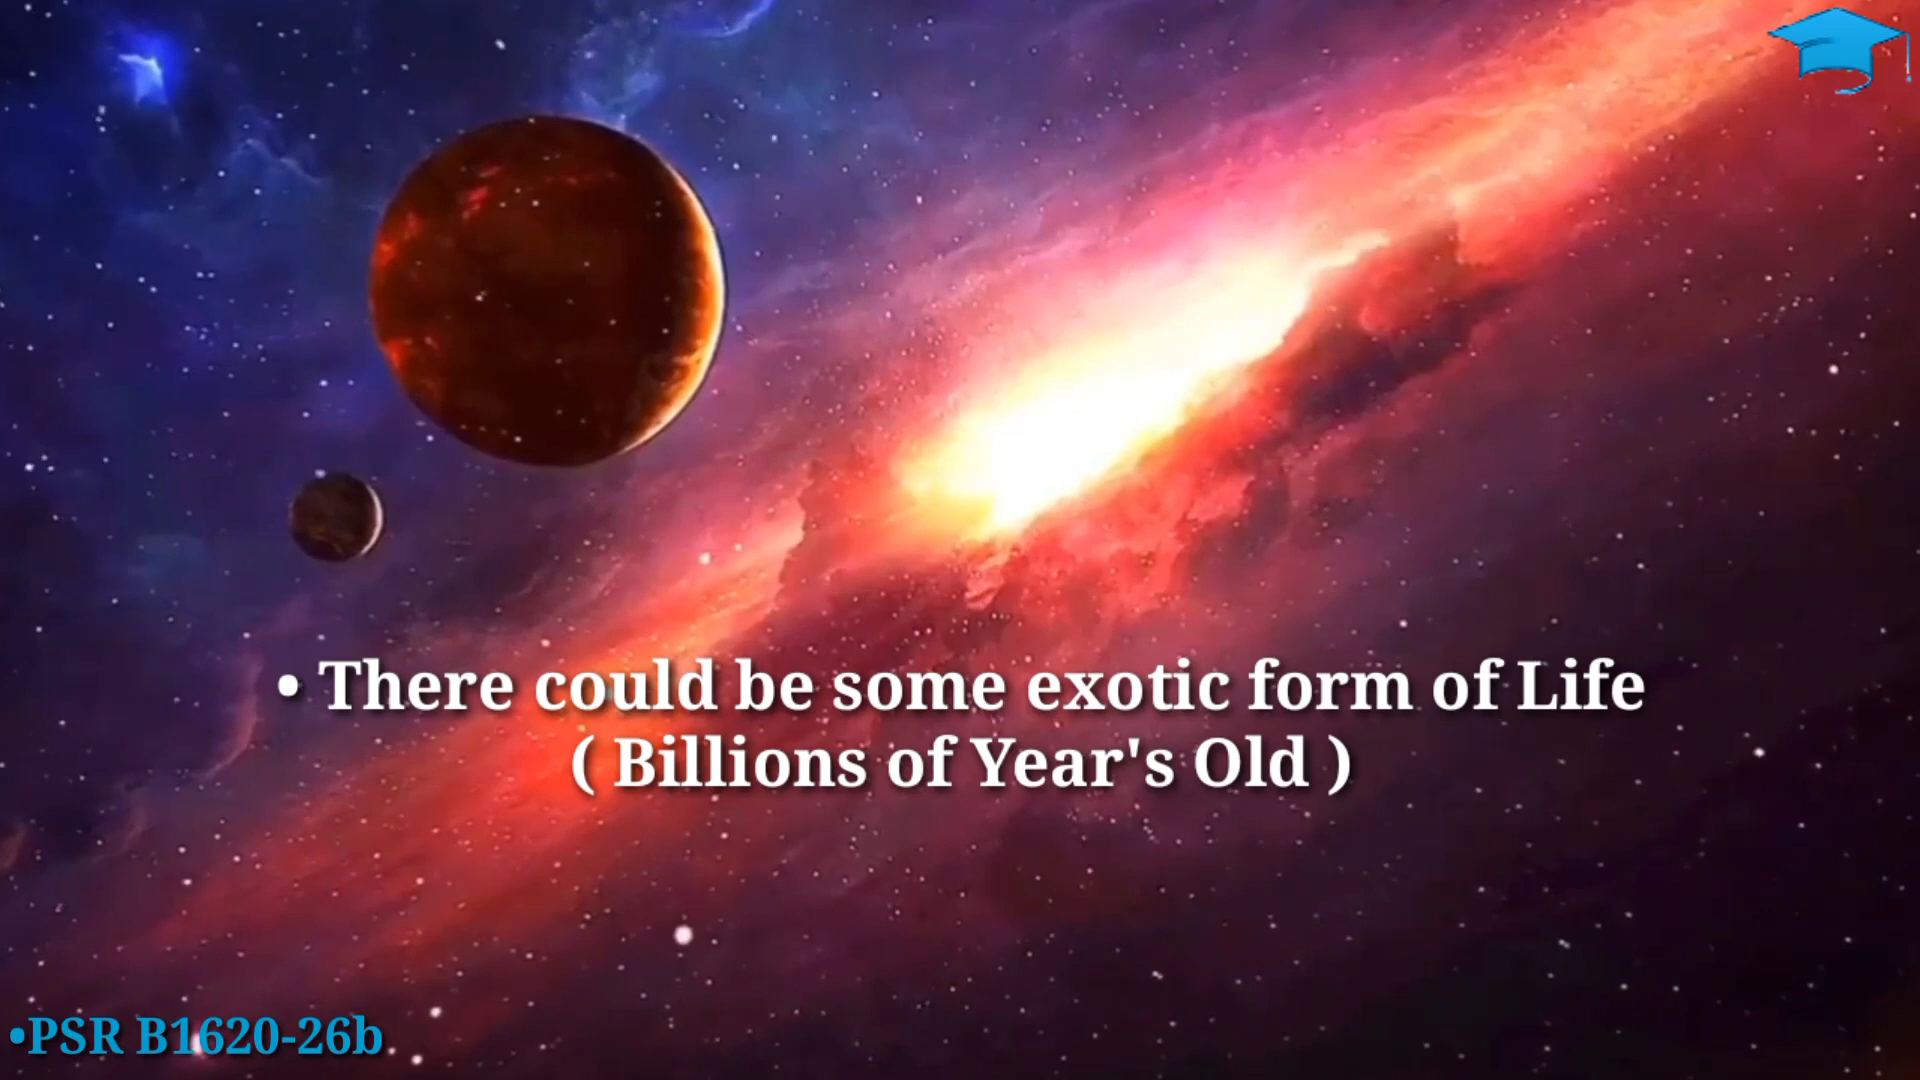 • There could be some exotic form of Life
( Billions of Year's Old )
•PSR B1620-26b